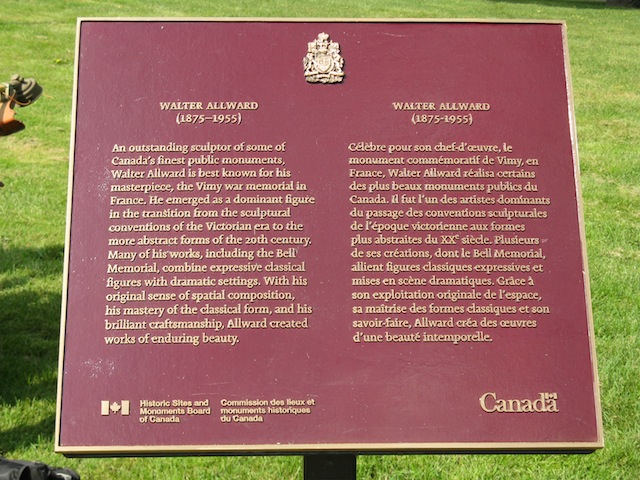 WALTER ALLWARD
(1875–1955)
An outstanding sculptor of some of
Canada's finest public monuments,
Walter Allward is best known for his
masterpiece, the Vimy war memorial in
France. He emerged as a dominant figure
in the transition from the sculptural
conventions of the Victorian era to the
more abstract forms of the 20th century.
Many of his works, including the Bell
Memorial, combine expressive classical
figures with dramatic settings. With his
original sense of spatial composition,
his mastery of the classical form, and his
brilliant craftsmanship, Allward created
works of enduring beauty.
WALTER ALLWARD
(1875-1955)
Célèbre pour son chef-d'œuvre, le
monument commémoratif de Vimy, en
France, Walter Allward réalisa certains
des plus beaux monuments publics du
Canada. Il fut l'un des artistes dominants
du passage des conventions sculpturales
de l'époque victorienne aux formes
plus abstraites du XXe siècle. Plusieurs
de ses créations, dont le Bell Memorial,
allient figures classiques expressives et
mises en scène dramatiques. Grâce à
son exploitation originale de l'espace,
sa maîtrise des formes classiques et son
savoir-faire, Allward créa des œuvres
d'une beauté intemporelle.
Historic Sites and
Monuments Board
of Canada
Commission des lieux et
monuments historiques
du Canada
Canada